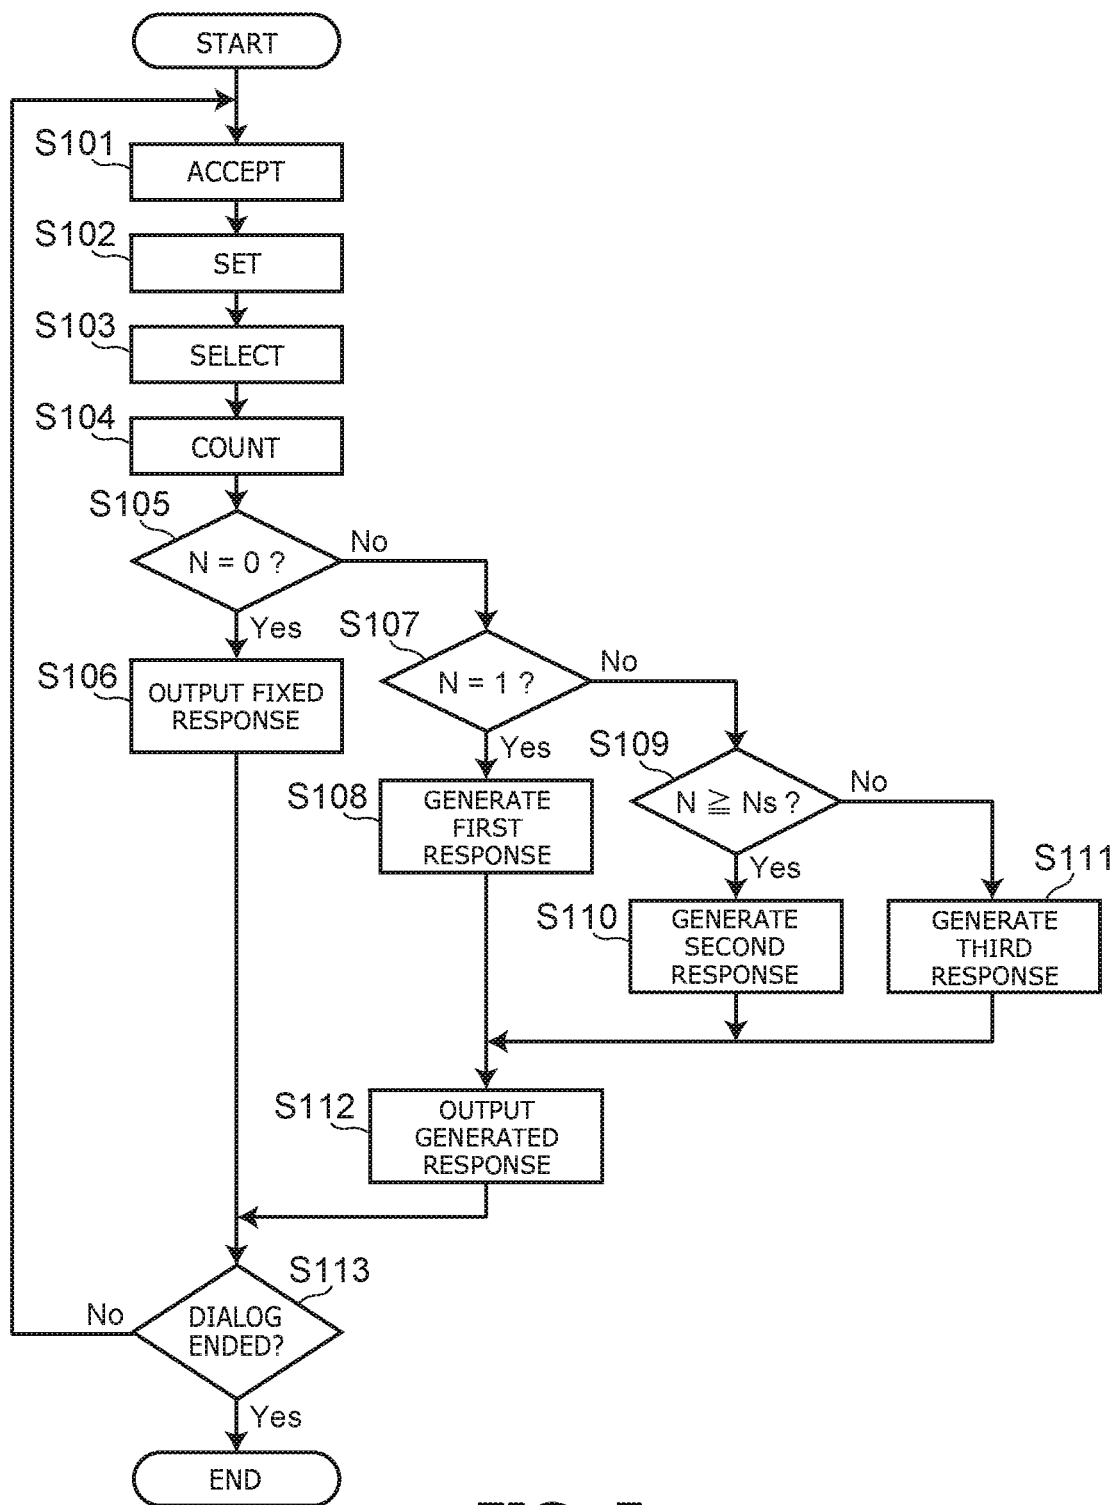 START
S101
ACCEPT
S102
SET
S103
SELECT
S104
COUNT
S105
N = 0 ?
No
Yes
S106
OUTPUT FIXED
RESPONSE
S107
N = 1 ?
No
Yes
S108
GENERATE
FIRST
RESPONSE
S109
N ≧ Ns ?
No
Yes
S110
GENERATE
SECOND
RESPONSE
S111
GENERATE
THIRD
RESPONSE
S112
OUTPUT
GENERATED
RESPONSE
S113
DIALOG
ENDED?
No
Yes
END